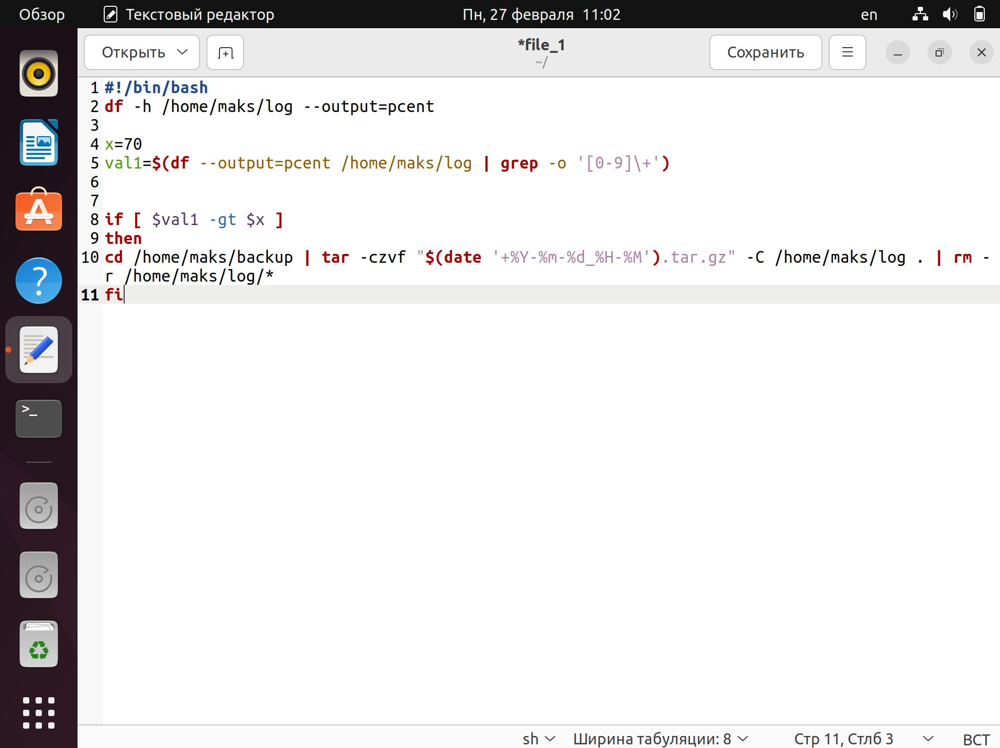 Обзор Текстовый редактор Пн, 27 февраля 11:02 en
Открыть *file_1 Сохранить
~/
1 #!/bin/bash
2 df -h /home/maks/log --output=pcent
3
4 x=70
5 val1=$(df --output=pcent /home/maks/log | grep -o '[0-9]\+')
6
7
8 if [ $val1 -gt $x ]
9 then
10 cd /home/maks/backup | tar -czvf "$(date '+%Y-%m-%d_%H-%M').tar.gz" -C /home/maks/log . | rm -
r /home/maks/log/*
11 fi
sh Ширина табуляции: 8 Стр 11, Стлб 3 ВСТ